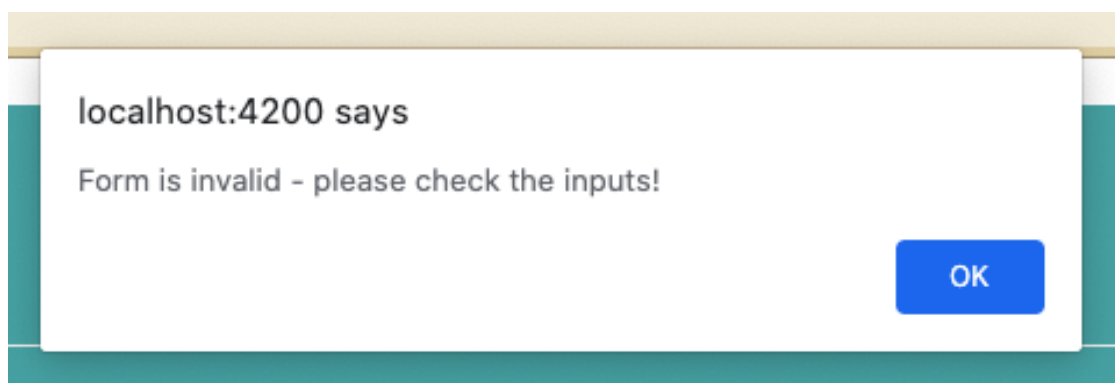 localhost:4200 says
Form is invalid - please check the inputs!
OK